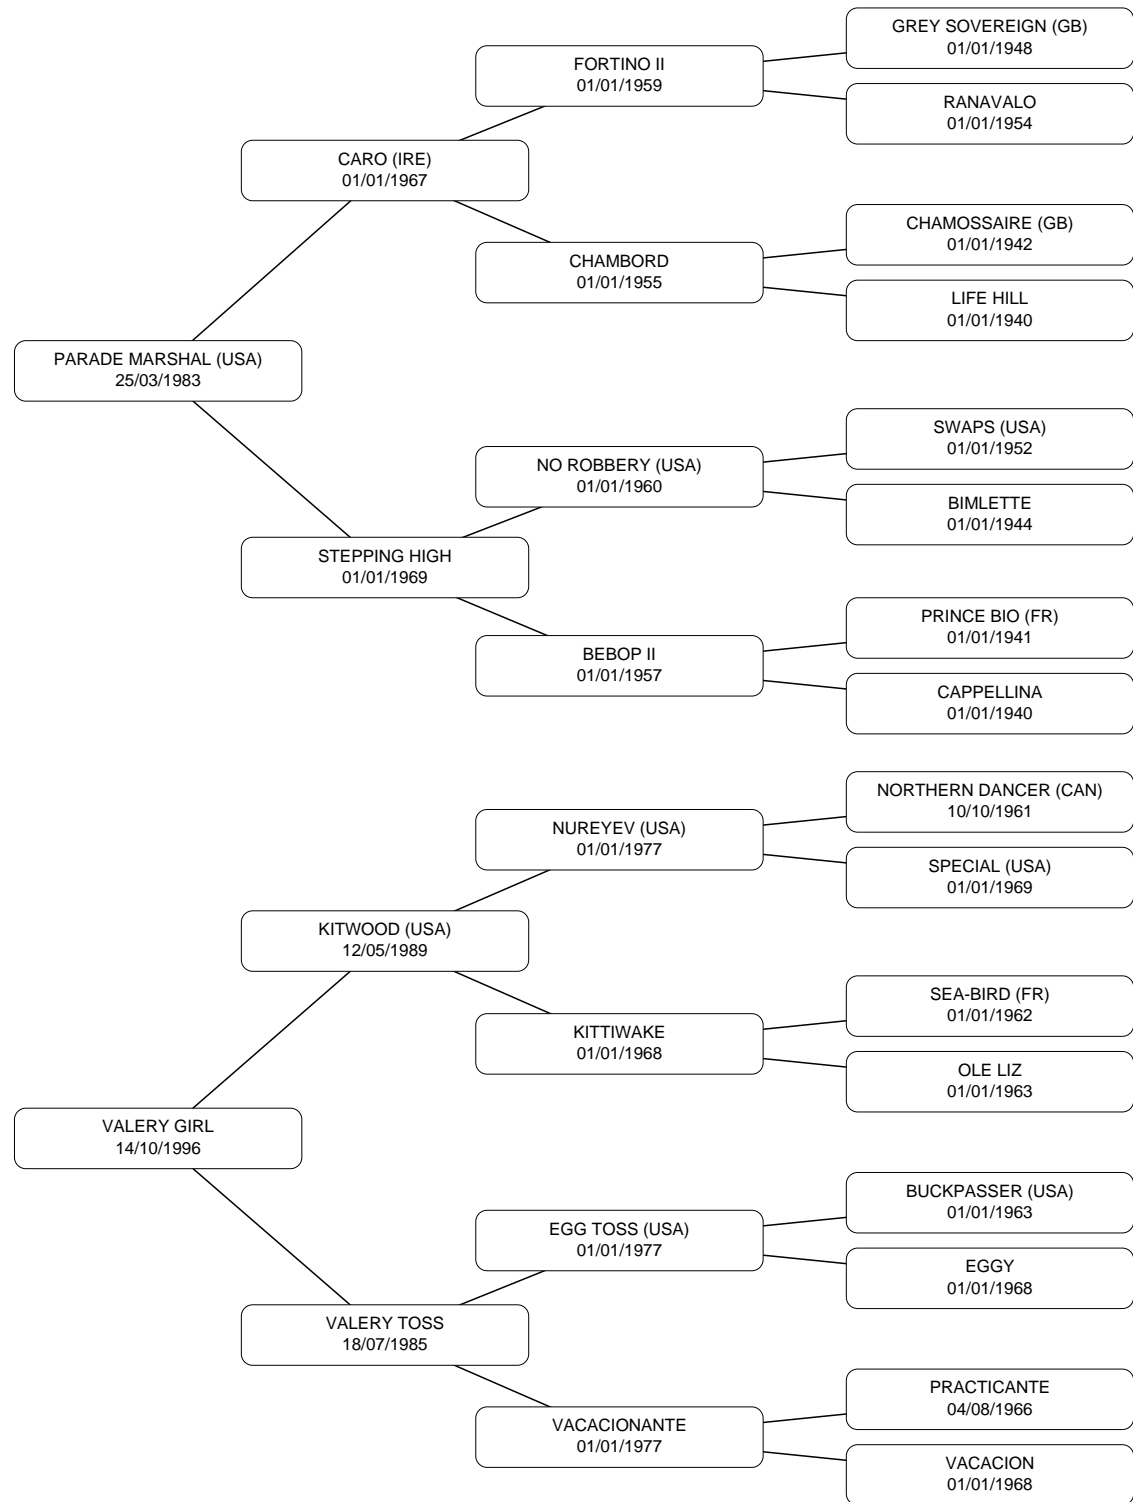 GREY SOVEREIGN (GB)
01/01/1948
FORTINO II
01/01/1959
RANAVALO
01/01/1954
CARO (IRE)
01/01/1967
CHAMOSSAIRE (GB)
01/01/1942
CHAMBORD
01/01/1955
LIFE HILL
01/01/1940
PARADE MARSHAL (USA)
25/03/1983
SWAPS (USA)
01/01/1952
NO ROBBERY (USA)
01/01/1960
BIMLETTE
01/01/1944
STEPPING HIGH
01/01/1969
PRINCE BIO (FR)
01/01/1941
BEBOP II
01/01/1957
CAPPELLINA
01/01/1940
NORTHERN DANCER (CAN)
10/10/1961
NUREYEV (USA)
01/01/1977
SPECIAL (USA)
01/01/1969
KITWOOD (USA)
12/05/1989
SEA-BIRD (FR)
01/01/1962
KITTIWAKE
01/01/1968
OLE LIZ
01/01/1963
VALERY GIRL
14/10/1996
BUCKPASSER (USA)
01/01/1963
EGG TOSS (USA)
01/01/1977
EGGY
01/01/1968
VALERY TOSS
18/07/1985
PRACTICANTE
04/08/1966
VACACIONANTE
01/01/1977
VACACION
01/01/1968